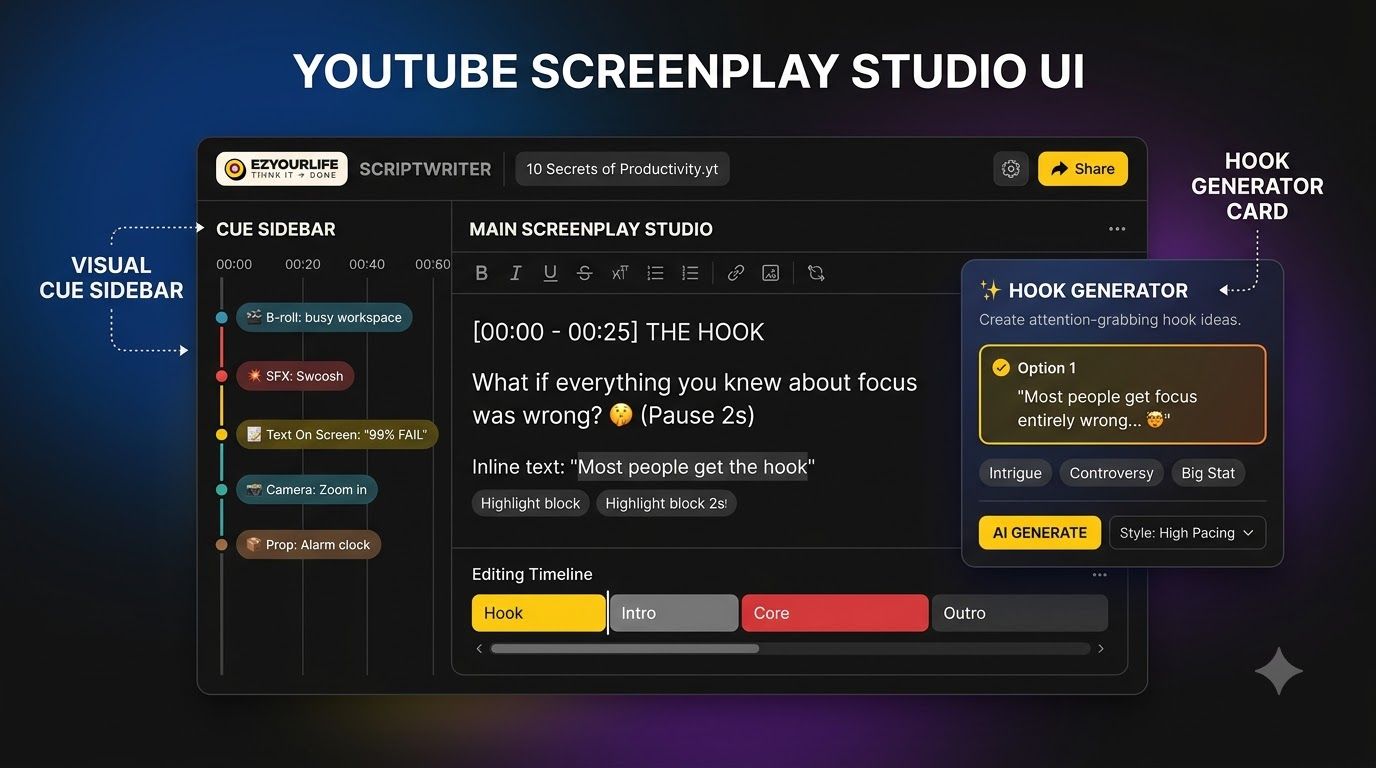 YOUTUBE SCREENPLAY STUDIO UI
EZYOURLIFE
TIHNK IT → DONE
SCRIPTWRITER
10 Secrets of Productivity.yt
Share
HOOK
GENERATOR
CARD
VISUAL
CUE SIDEBAR
CUE SIDEBAR
00:00 00:20 00:40 00:60
B-roll: busy workspace
SFX: Swoosh
Text On Screen: "99% FAIL"
Camera: Zoom in
Prop: Alarm clock
MAIN SCREENPLAY STUDIO
[00:00 - 00:25] THE HOOK
What if everything you knew about focus
was wrong? 🤫 (Pause 2s)
Inline text: "Most people get the hook"
Highlight block
Highlight block 2s!
Editing Timeline
Hook
Intro
Core
Outro
✨ HOOK GENERATOR
Create attention-grabbing hook ideas.
Option 1
"Most people get focus
entirely wrong... 🤯"
Intrigue
Controversy
Big Stat
AI GENERATE
Style: High Pacing